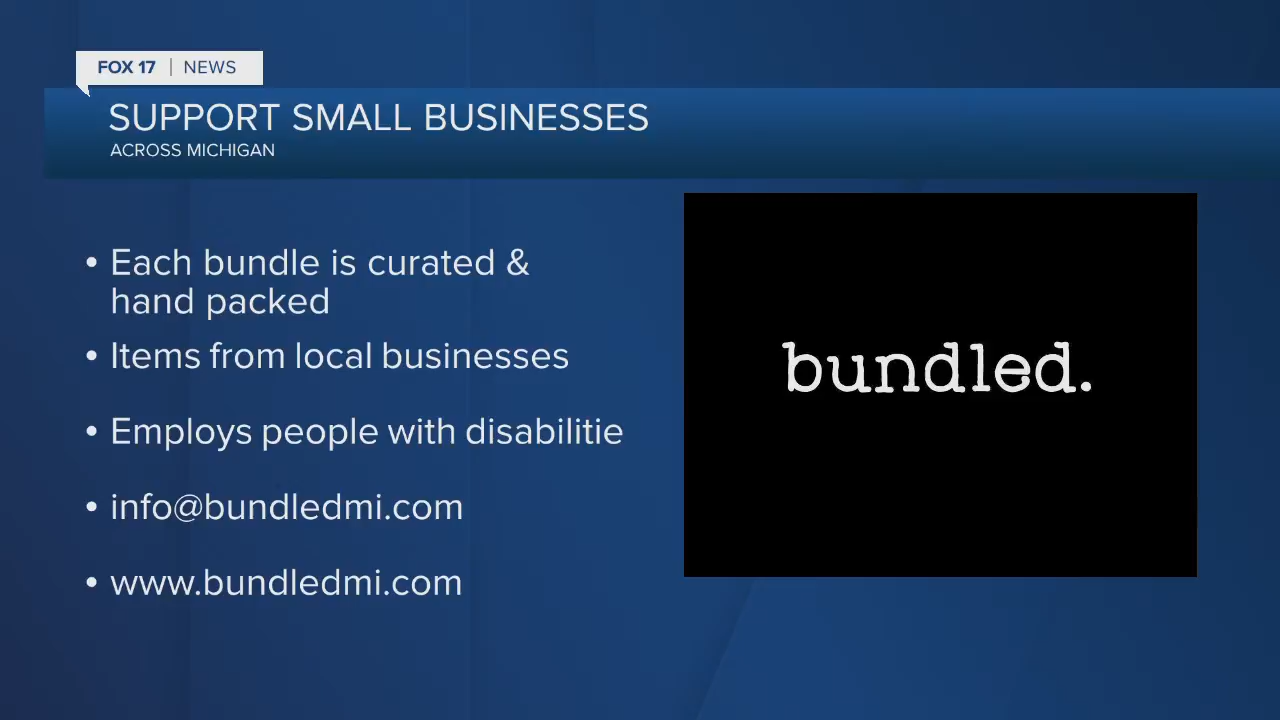 FOX 17 | NEWS
SUPPORT SMALL BUSINESSES
ACROSS MICHIGAN
• Each bundle is curated &
hand packed
• Items from local businesses
• Employs people with disabilitie
• info@bundledmi.com
• www.bundledmi.com
bundled.